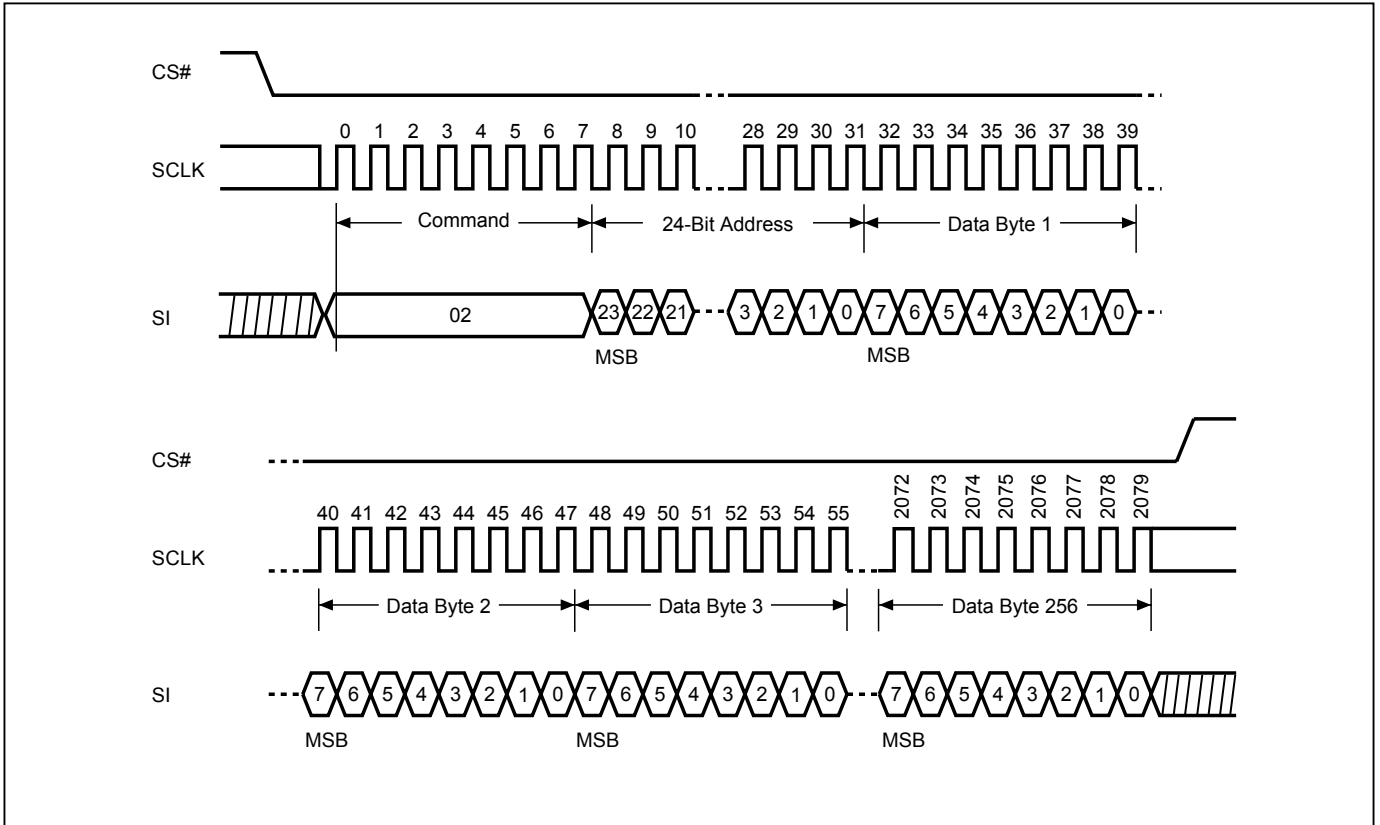 CS#
0 1 2 3 4 5 6 7 8 9 10 28 29 30 31 32 33 34 35 36 37 38 39
SCLK
Command 24-Bit Address Data Byte 1
SI 02 23 22 21 3 2 1 0 7 6 5 4 3 2 1 0
MSB MSB
CS#
40 41 42 43 44 45 46 47 48 49 50 51 52 53 54 55 2072 2073 2074 2075 2076 2077 2078 2079
SCLK
Data Byte 2 Data Byte 3 Data Byte 256
SI 7 6 5 4 3 2 1 0 7 6 5 4 3 2 1 0 7 6 5 4 3 2 1 0
MSB MSB MSB